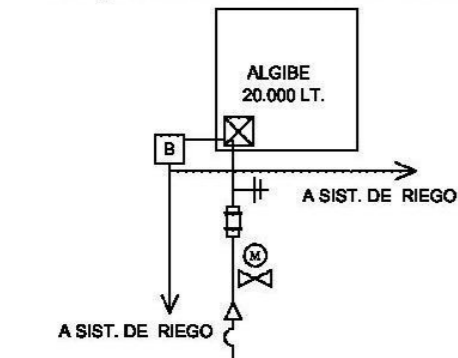 ALGIBE
20.000 LT.
B
A SIST. DE RIEGO
M
A SIST. DE RIEGO